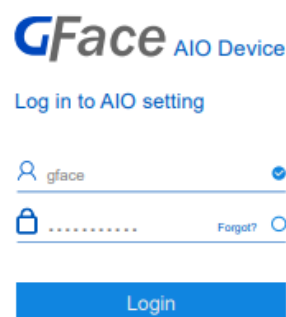 GFace AIO Device
Log in to AIO setting
gface
...........
Forgot?
Login